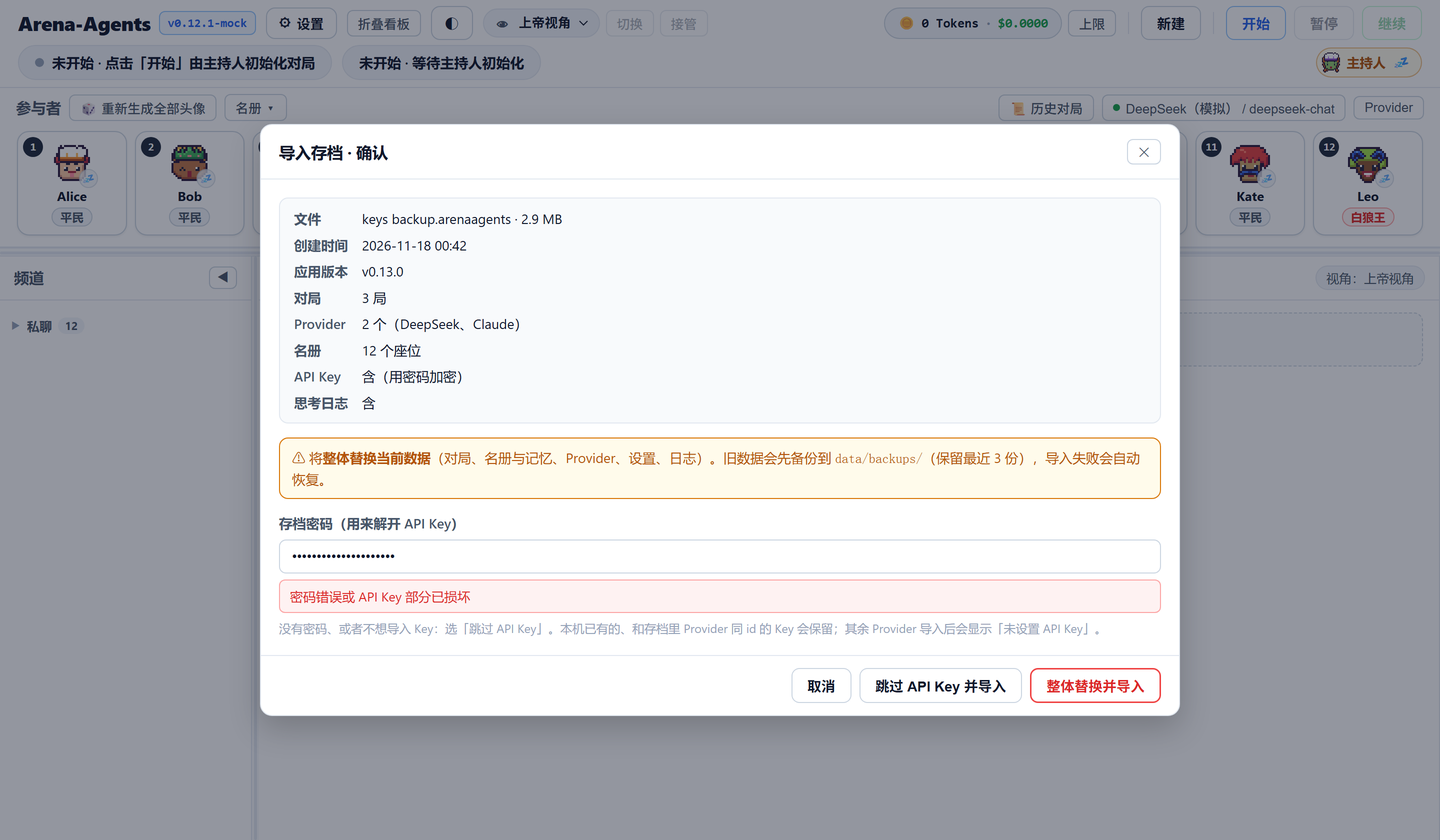 Arena-Agents v0.12.1-mock 设置 折叠看板 上帝视角 切换 接管 0 Tokens · $0.0000 上限 新建 开始 暂停 继续
未开始 · 点击「开始」由主持人初始化对局 未开始 · 等待主持人初始化 主持人
参与者 重新生成全部头像 名册 历史对局 DeepSeek（模拟） / deepseek-chat Provider
1 2 11 12
Alice Bob Kate Leo
平民 平民 平民 白狼王
频道 视角：上帝视角
私聊 12
导入存档 · 确认
文件 keys backup.arenaagents · 2.9 MB
创建时间 2026-11-18 00:42
应用版本 v0.13.0
对局 3 局
Provider 2 个（DeepSeek、Claude）
名册 12 个座位
API Key 含（用密码加密）
思考日志 含
⚠ 将整体替换当前数据（对局、名册与记忆、Provider、设置、日志）。旧数据会先备份到 data/backups/（保留最近 3 份），导入失败会自动
恢复。
存档密码（用来解开 API Key）
••••••••••••••••••••
密码错误或 API Key 部分已损坏
没有密码、或者不想导入 Key：选「跳过 API Key」。本机已有的、和存档里 Provider 同 id 的 Key 会保留；其余 Provider 导入后会显示「未设置 API Key」。
取消 跳过 API Key 并导入 整体替换并导入